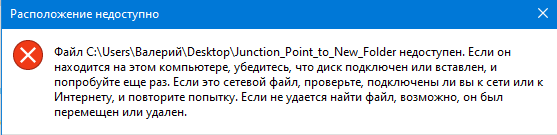 Расположение недоступно
Файл C:\Users\Валерий\Desktop\Junction_Point_to_New_Folder недоступен. Если он
находится на этом компьютере, убедитесь, что диск подключен или вставлен, и
попробуйте еще раз. Если это сетевой файл, проверьте, подключены ли вы к сети или к
Интернету, и повторите попытку. Если не удается найти файл, возможно, он был
перемещен или удален.